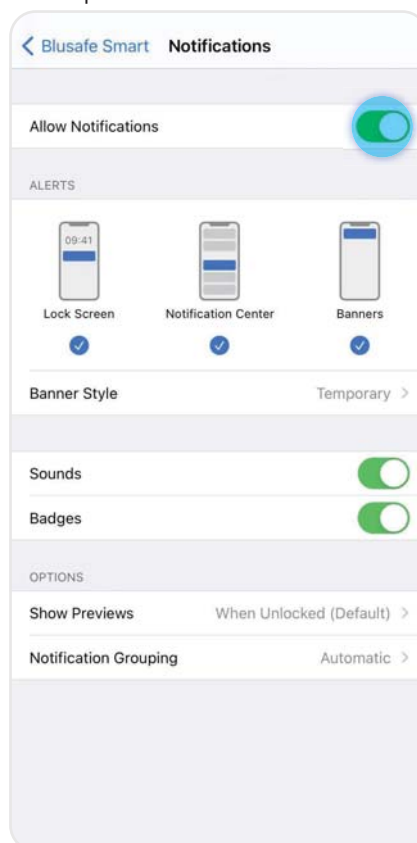 Blusafe Smart Notifications
Allow Notifications
ALERTS
09:41
Lock Screen Notification Center Banners
Banner Style Temporary
Sounds
Badges
OPTIONS
Show Previews When Unlocked (Default)
Notification Grouping Automatic